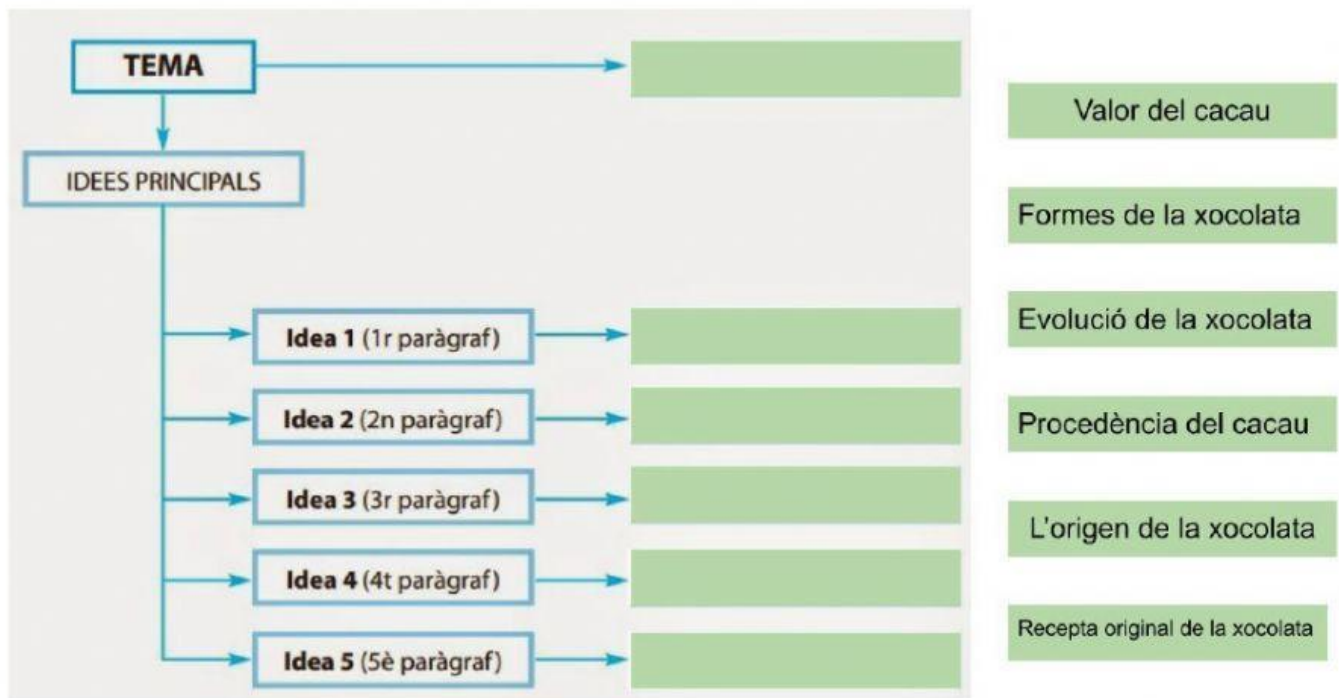 TEMA
IDEES PRINCIPALS
Idea 1 (1r paràgraf)
Idea 2 (2n paràgraf)
Idea 3 (3r paràgraf)
Idea 4 (4t paràgraf)
Idea 5 (5è paràgraf)
Valor del cacau
Formes de la xocolata
Evolució de la xocolata
Procedència del cacau
L'origen de la xocolata
Recepta original de la xocolata